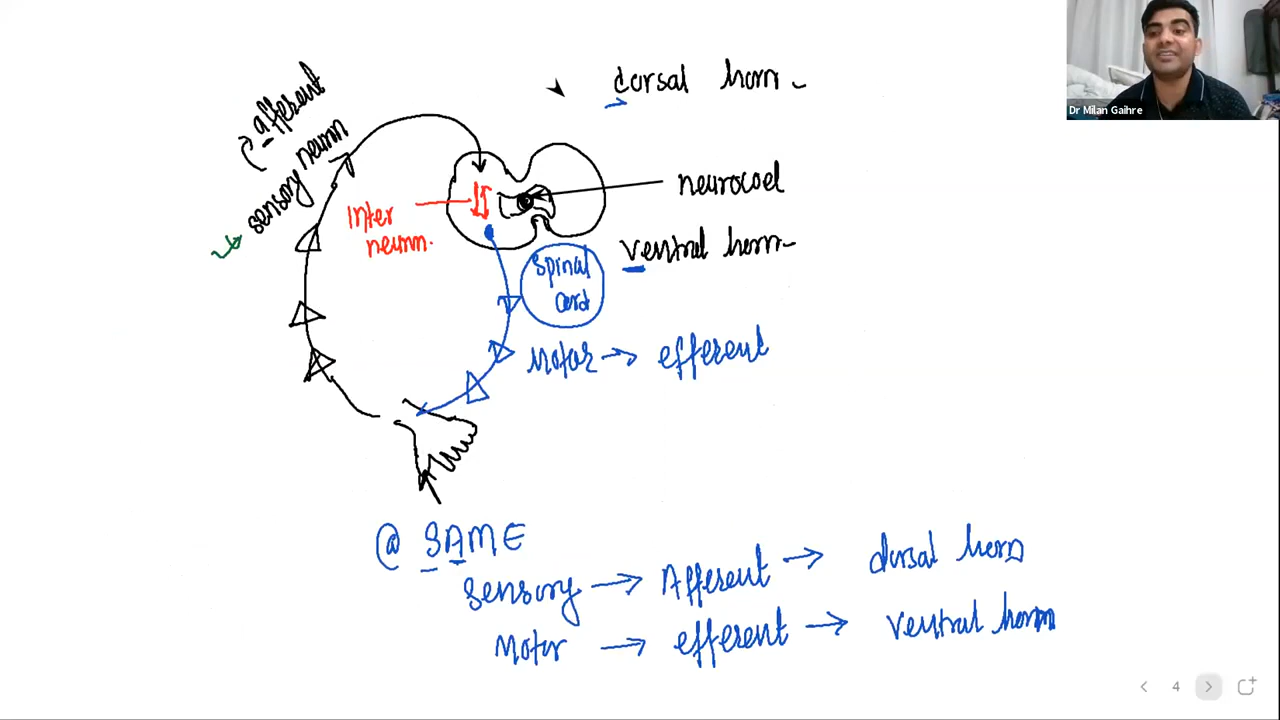 dorsal horn
Dr Milan Gaihre
afferent
sensory neuron
neurocoel
Inter
neuron.
ventral horn
Spinal
cord
Motor → efferent
@ SAME
Sensory → Afferent → dorsal horn
Motor → efferent → ventral horn
4